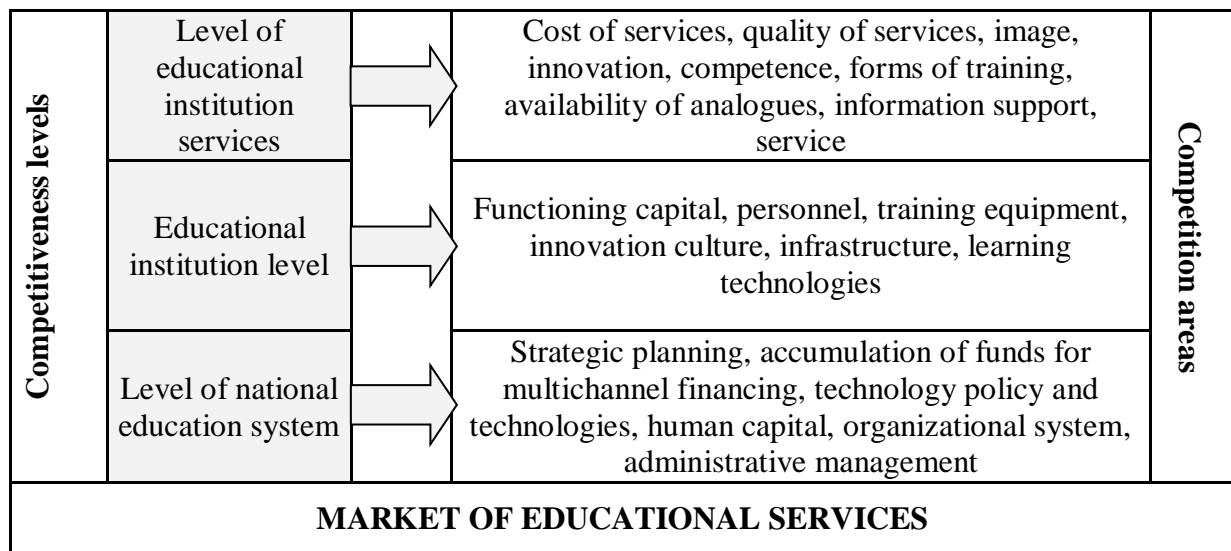 Competitiveness levels
Level of
educational
institution
services
Cost of services, quality of services, image,
innovation, competence, forms of training,
availability of analogues, information support,
service
Educational
institution level
Functioning capital, personnel, training equipment,
innovation culture, infrastructure, learning
technologies
Level of national
education system
Strategic planning, accumulation of funds for
multichannel financing, technology policy and
technologies, human capital, organizational system,
administrative management
Competition areas
MARKET OF EDUCATIONAL SERVICES